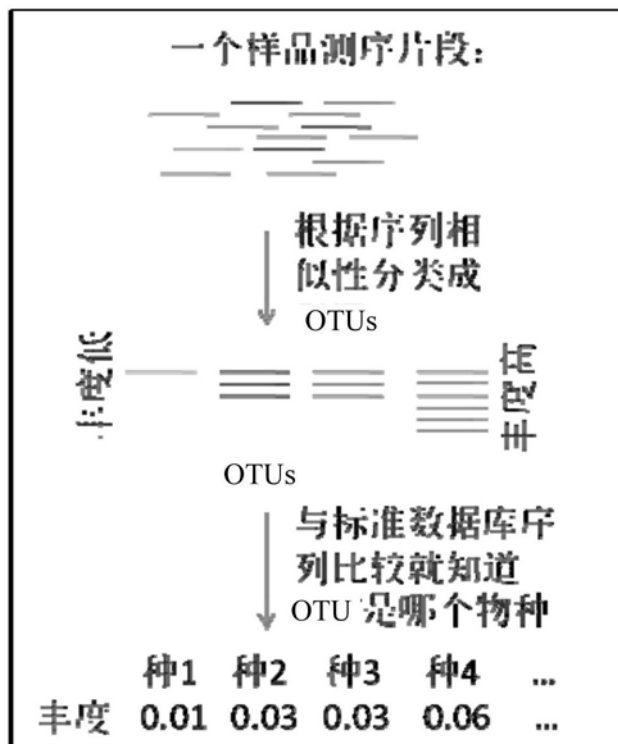 一个样品测序片段：
根据序列相
似性分类成
OTUs
丰度低
丰度高
OTUs
与标准数据库序
列比较就知道
OTU 是哪个物种
种1 种2 种3 种4 ...
丰度 0.01 0.03 0.03 0.06 ...